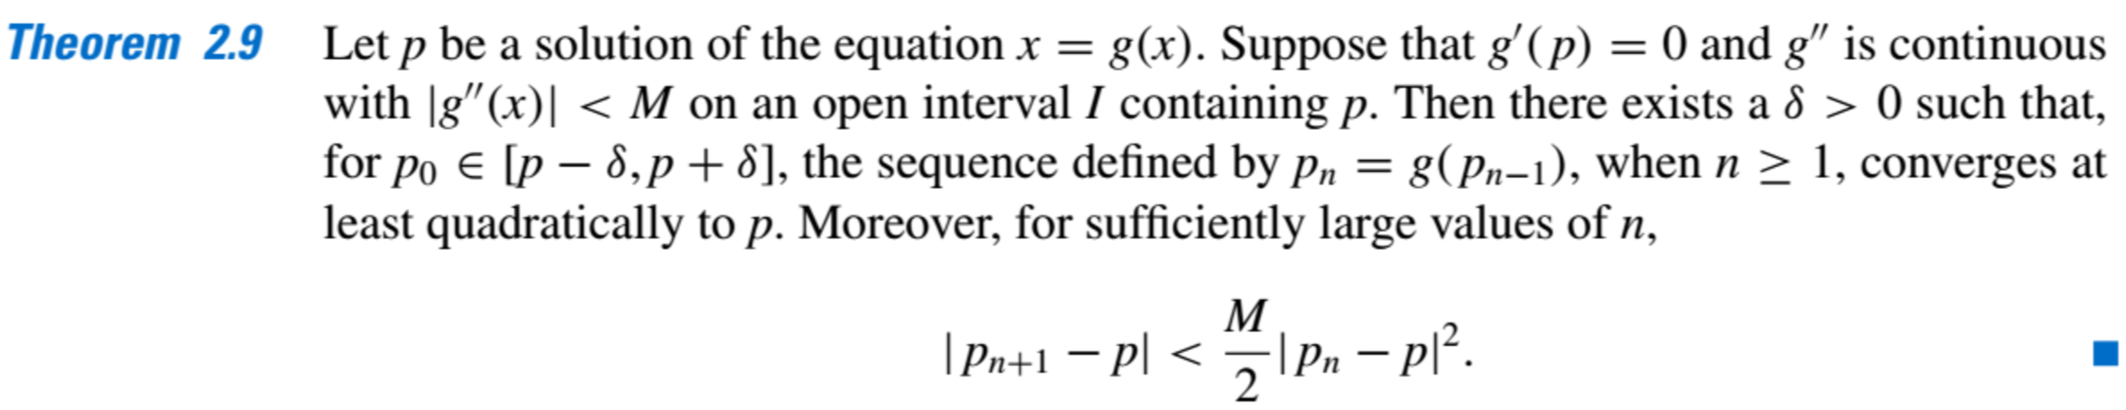 Theorem 2.9 Let p be a solution of the equation x = g(x). Suppose that g′(p) = 0 and g″ is continuous
with |g″(x)| < M on an open interval I containing p. Then there exists a δ > 0 such that,
for p₀ ∈ [p − δ, p + δ], the sequence defined by pₙ = g(pₙ₋₁), when n ≥ 1, converges at
least quadratically to p. Moreover, for sufficiently large values of n,
|pₙ₊₁ − p| < M/2 |pₙ − p|². ■